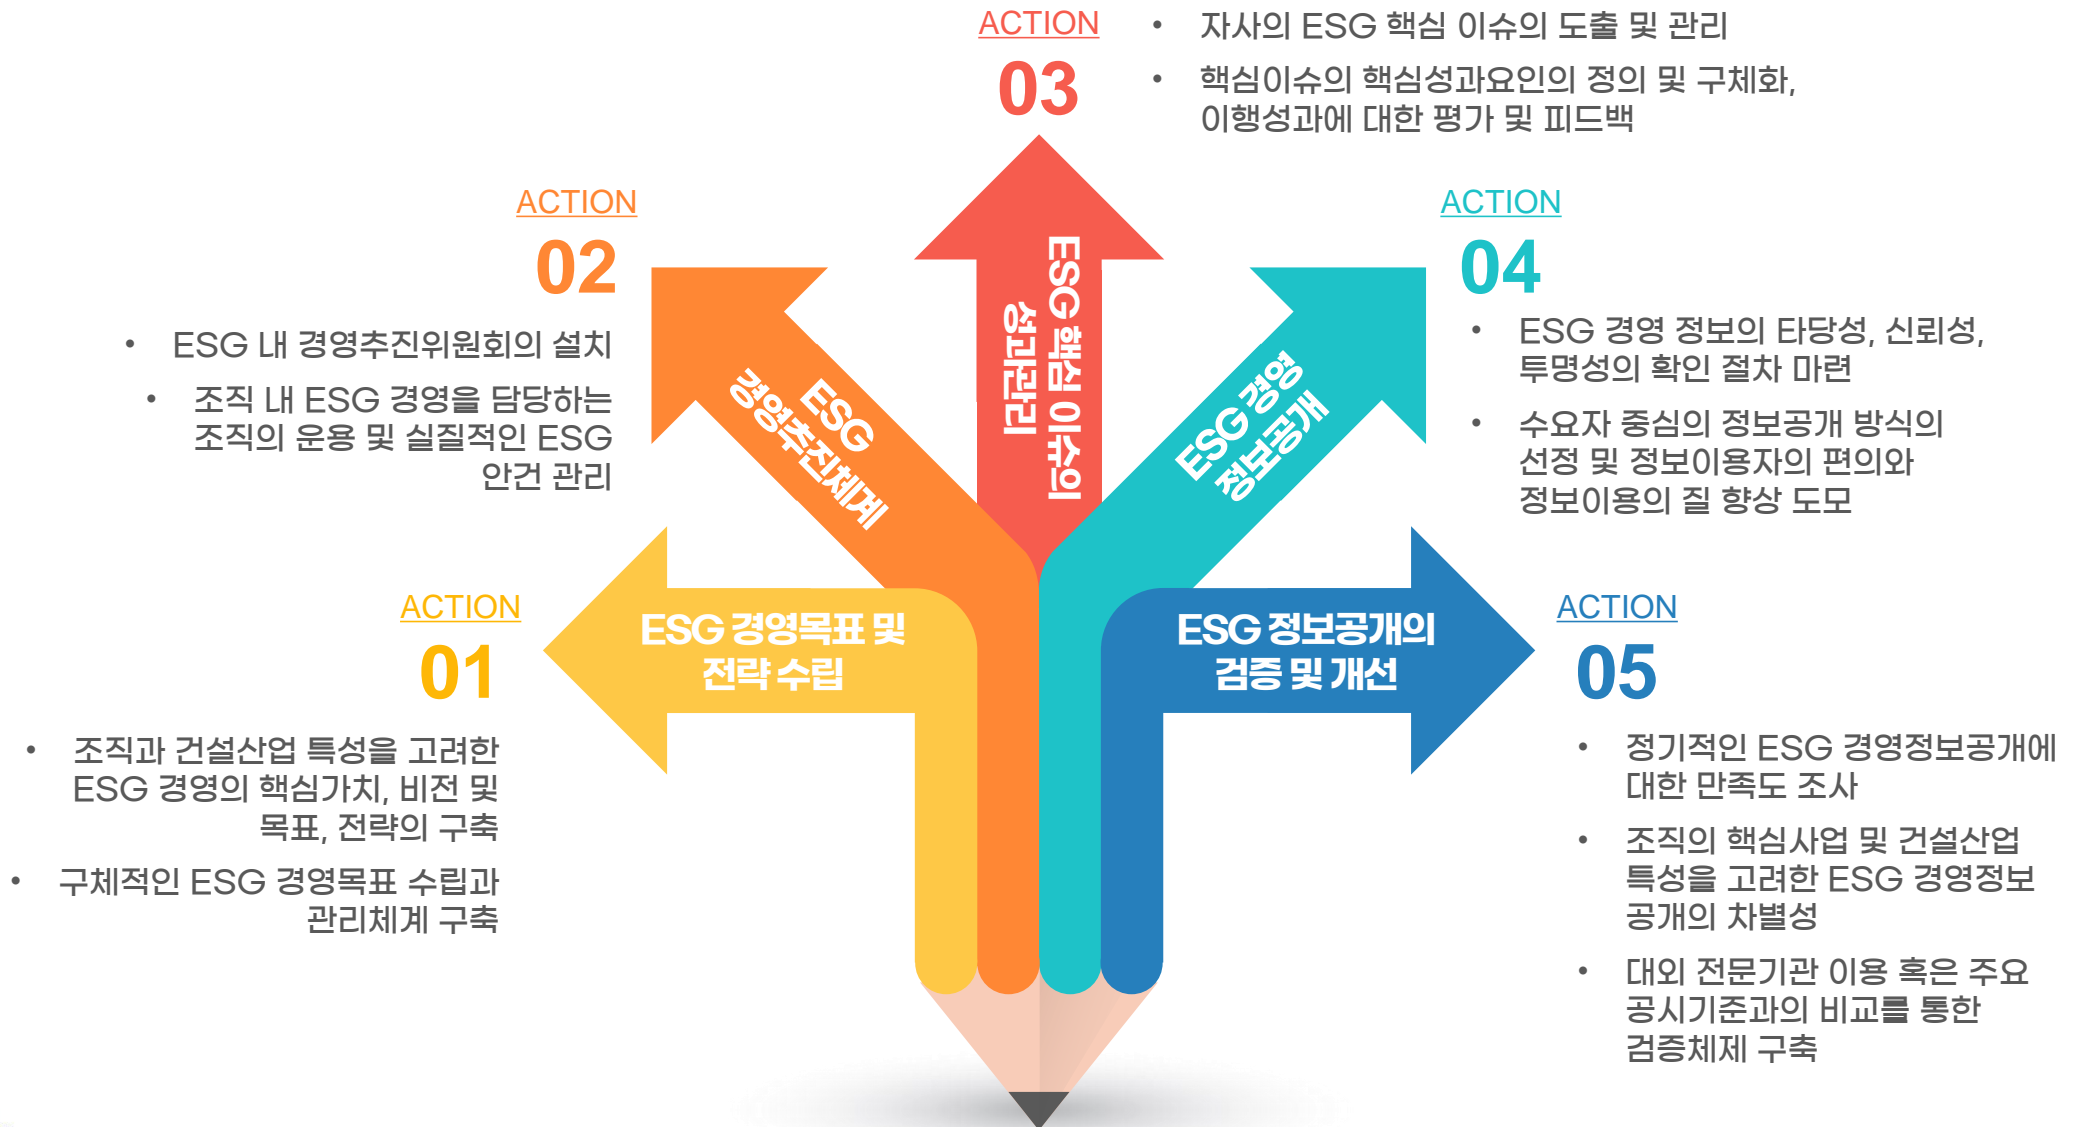 ACTION
01
ESG 경영목표 및
전략 수립
• 조직과 건설산업 특성을 고려한
ESG 경영의 핵심가치, 비전 및
목표, 전략의 구축
• 구체적인 ESG 경영목표 수립과
관리체계 구축
ACTION
02
ESG
경영추진체계
• ESG 내 경영추진위원회의 설치
• 조직 내 ESG 경영을 담당하는
조직의 운용 및 실질적인 ESG
안건 관리
ACTION
03
ESG 핵심 이슈의
성과관리
• 자사의 ESG 핵심 이슈의 도출 및 관리
• 핵심이슈의 핵심성과요인의 정의 및 구체화,
이행성과에 대한 평가 및 피드백
ACTION
04
ESG 경영
정보공개
• ESG 경영 정보의 타당성, 신뢰성,
투명성의 확인 절차 마련
• 수요자 중심의 정보공개 방식의
선정 및 정보이용자의 편의와
정보이용의 질 향상 도모
ACTION
05
ESG 정보공개의
검증 및 개선
• 정기적인 ESG 경영정보공개에
대한 만족도 조사
• 조직의 핵심사업 및 건설산업
특성을 고려한 ESG 경영정보
공개의 차별성
• 대외 전문기관 이용 혹은 주요
공시기준과의 비교를 통한
검증체제 구축